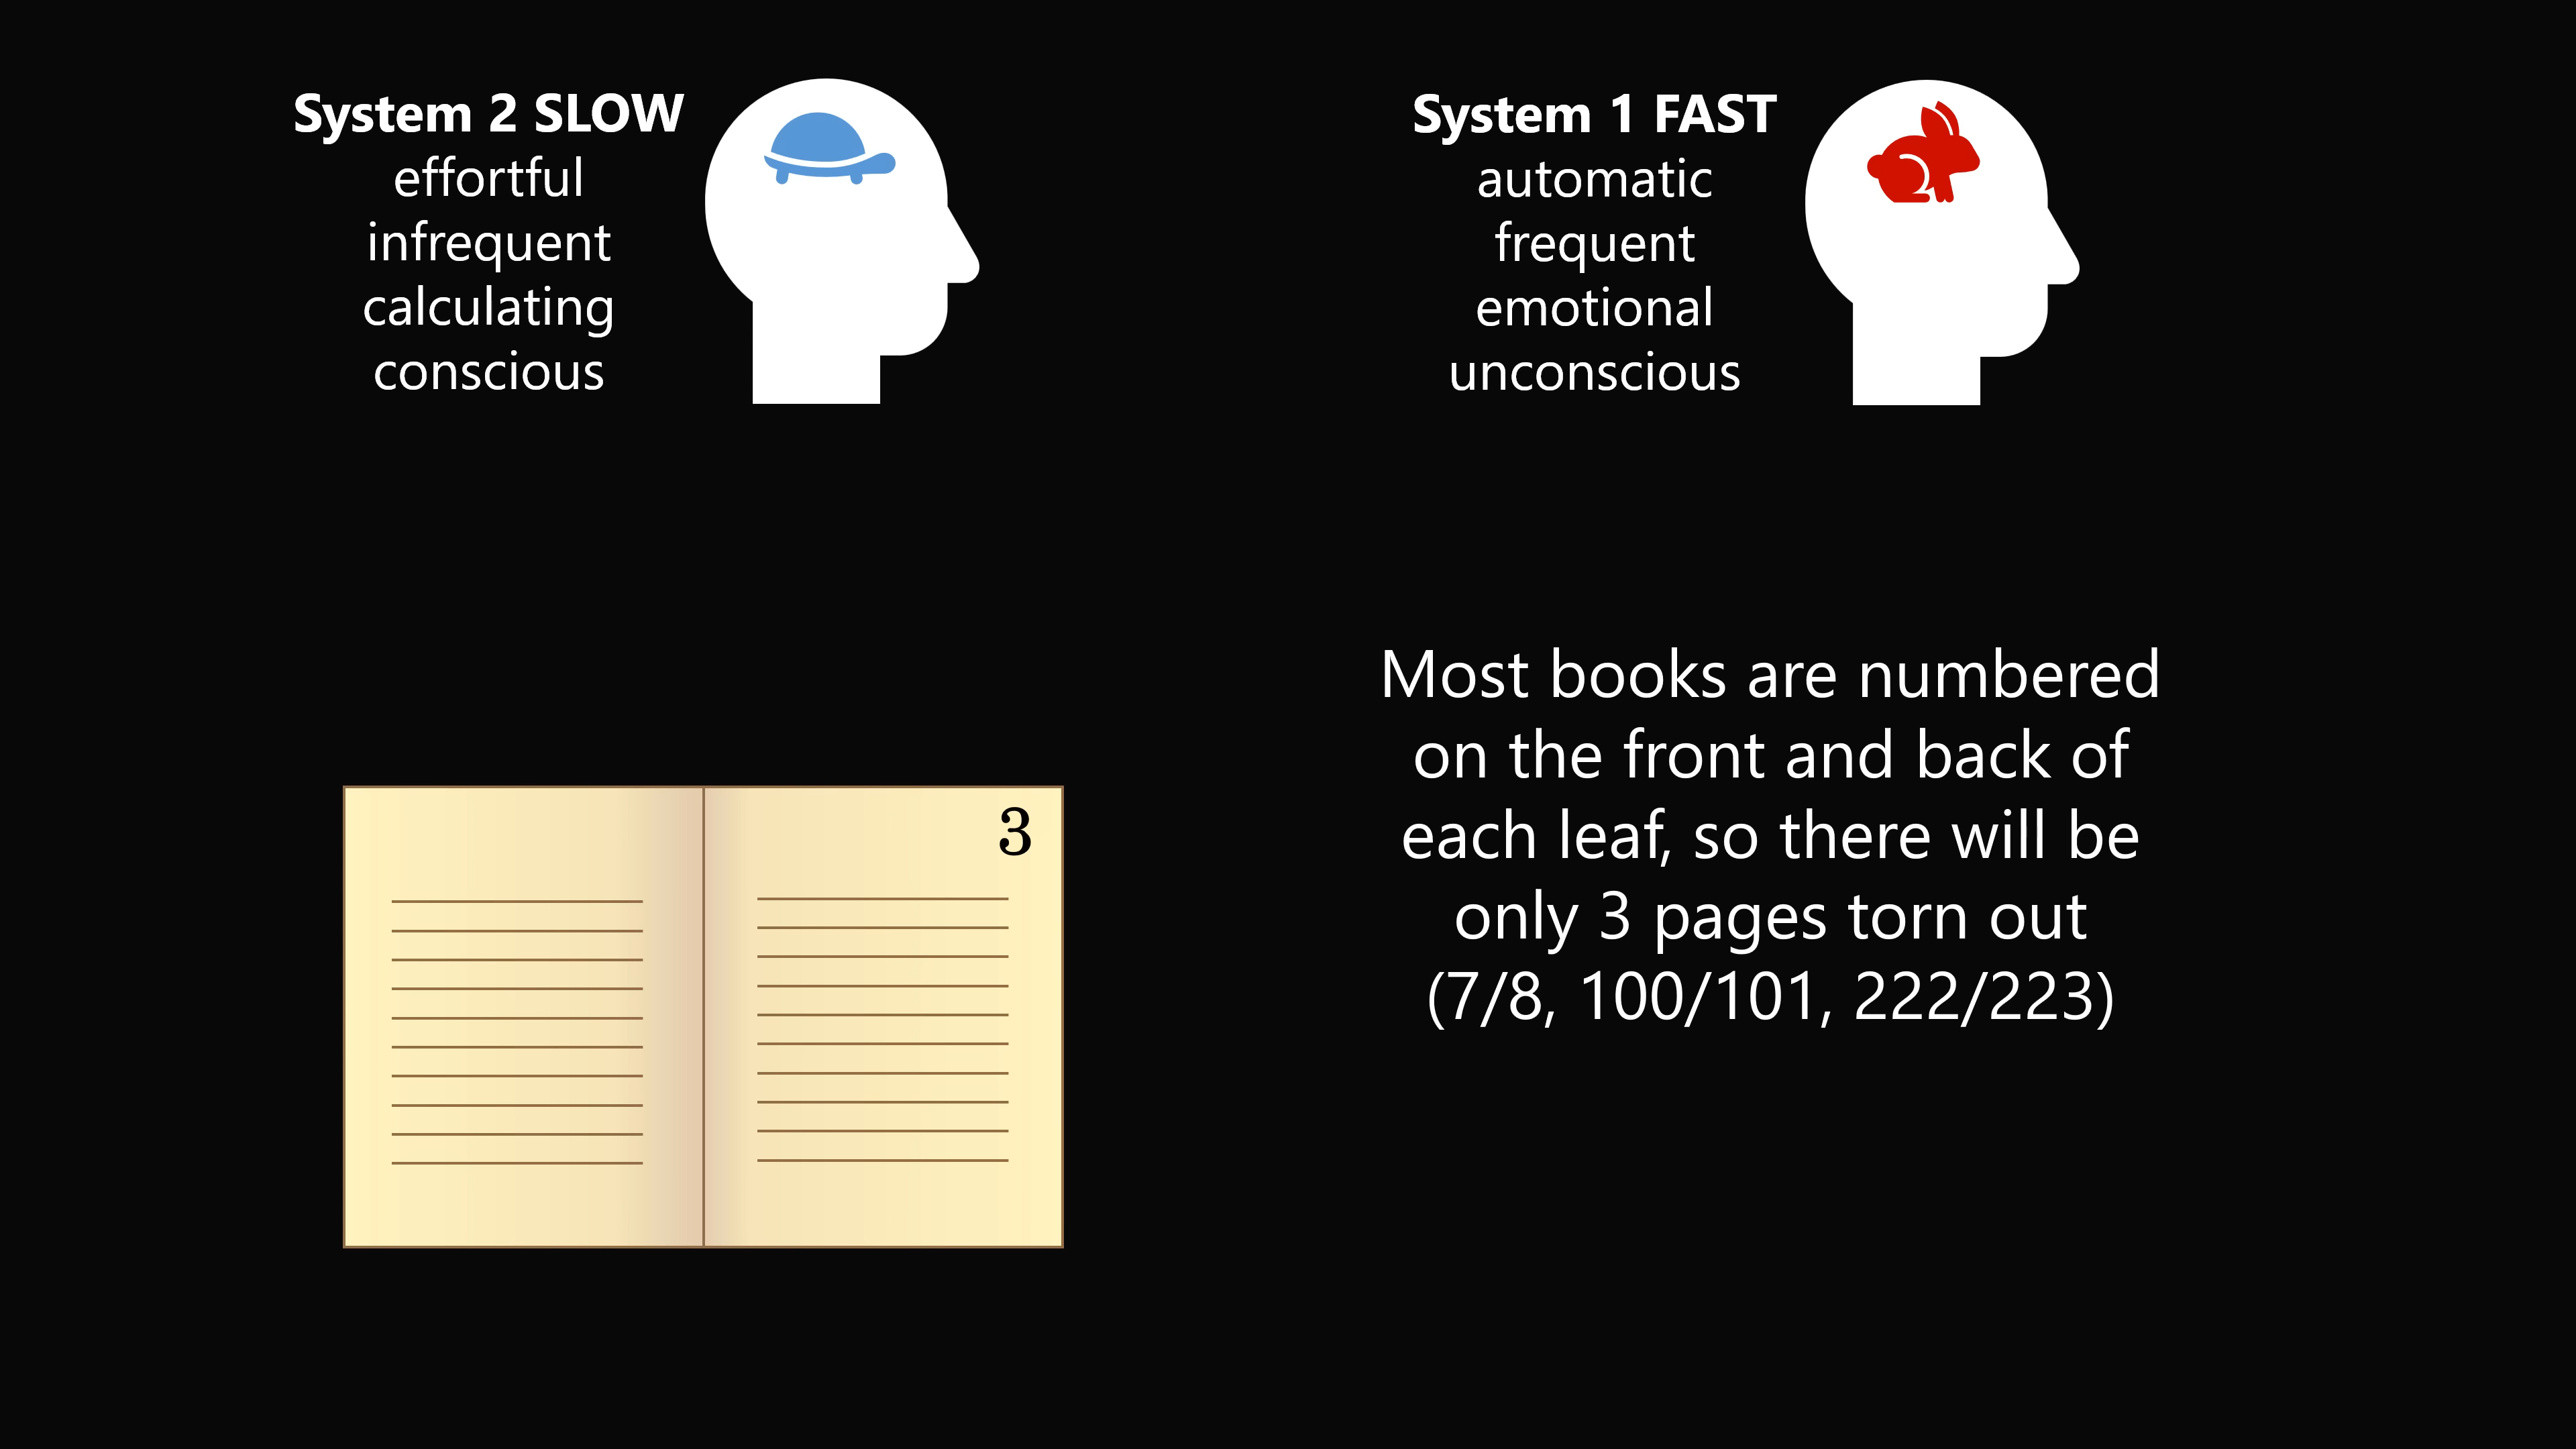 System 2 SLOW
effortful
infrequent
calculating
conscious
System 1 FAST
automatic
frequent
emotional
unconscious
3
Most books are numbered
on the front and back of
each leaf, so there will be
only 3 pages torn out
(7/8, 100/101, 222/223)